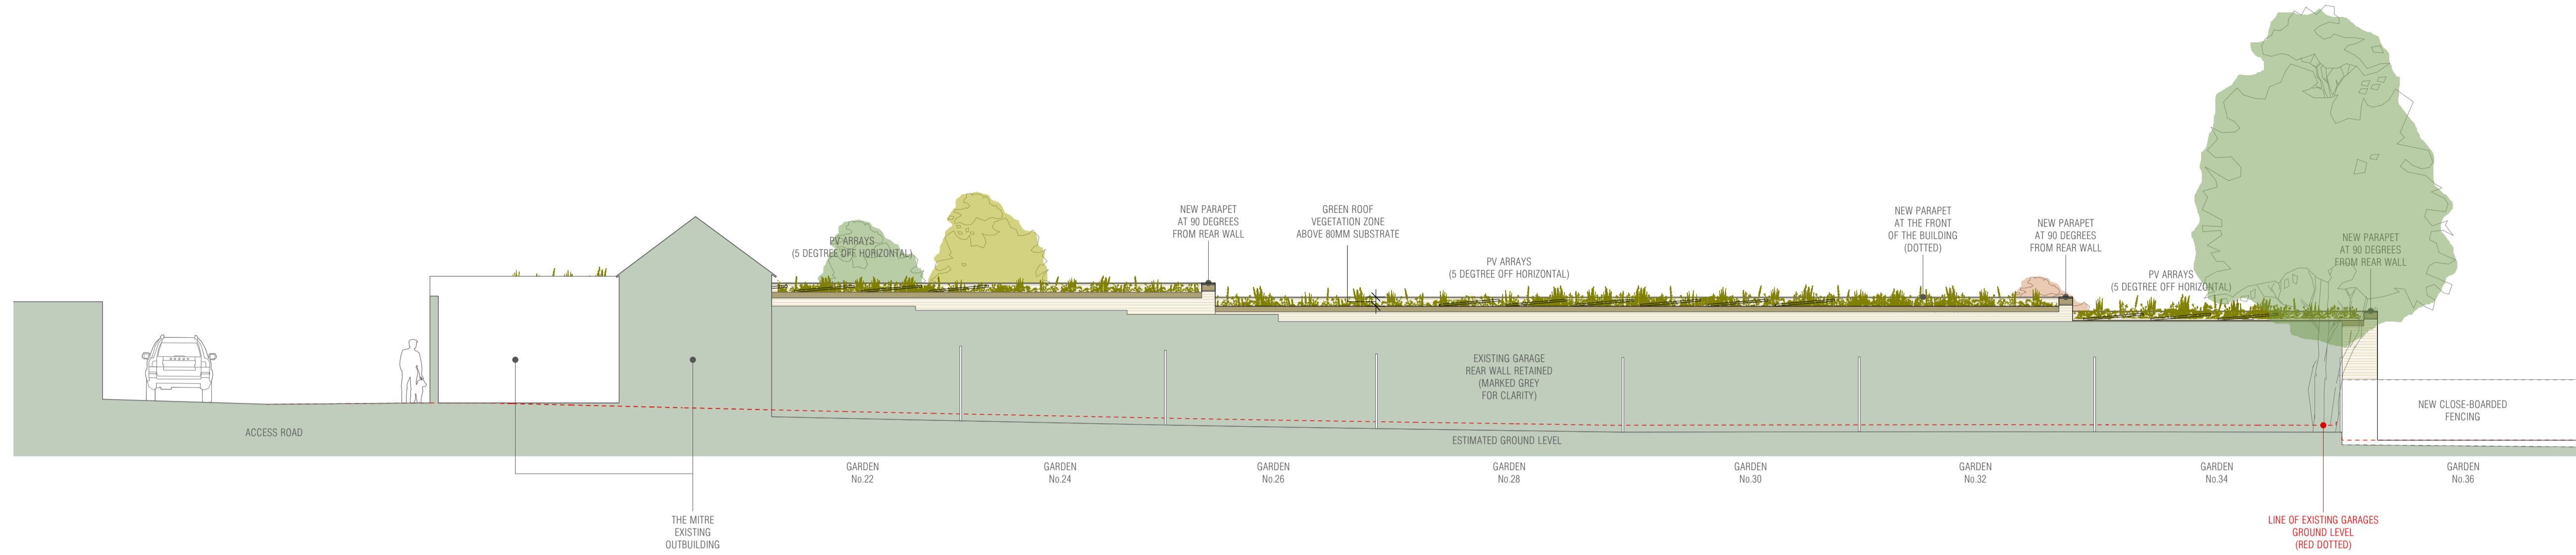 PV ARRAYS
(5 DEGTREE OFF HORIZONTAL)
NEW PARAPET
AT 90 DEGREES
FROM REAR WALL
GREEN ROOF
VEGETATION ZONE
ABOVE 80MM SUBSTRATE
PV ARRAYS
(5 DEGTREE OFF HORIZONTAL)
NEW PARAPET
AT THE FRONT
OF THE BUILDING
(DOTTED)
NEW PARAPET
AT 90 DEGREES
FROM REAR WALL
PV ARRAYS
(5 DEGTREE OFF HORIZONTAL)
NEW PARAPET
AT 90 DEGREES
FROM REAR WALL
EXISTING GARAGE
REAR WALL RETAINED
(MARKED GREY
FOR CLARITY)
NEW CLOSE-BOARDED
FENCING
ACCESS ROAD
ESTIMATED GROUND LEVEL
GARDEN
No.22
GARDEN
No.24
GARDEN
No.26
GARDEN
No.28
GARDEN
No.30
GARDEN
No.32
GARDEN
No.34
GARDEN
No.36
THE MITRE
EXISTING
OUTBUILDING
LINE OF EXISTING GARAGES
GROUND LEVEL
(RED DOTTED)